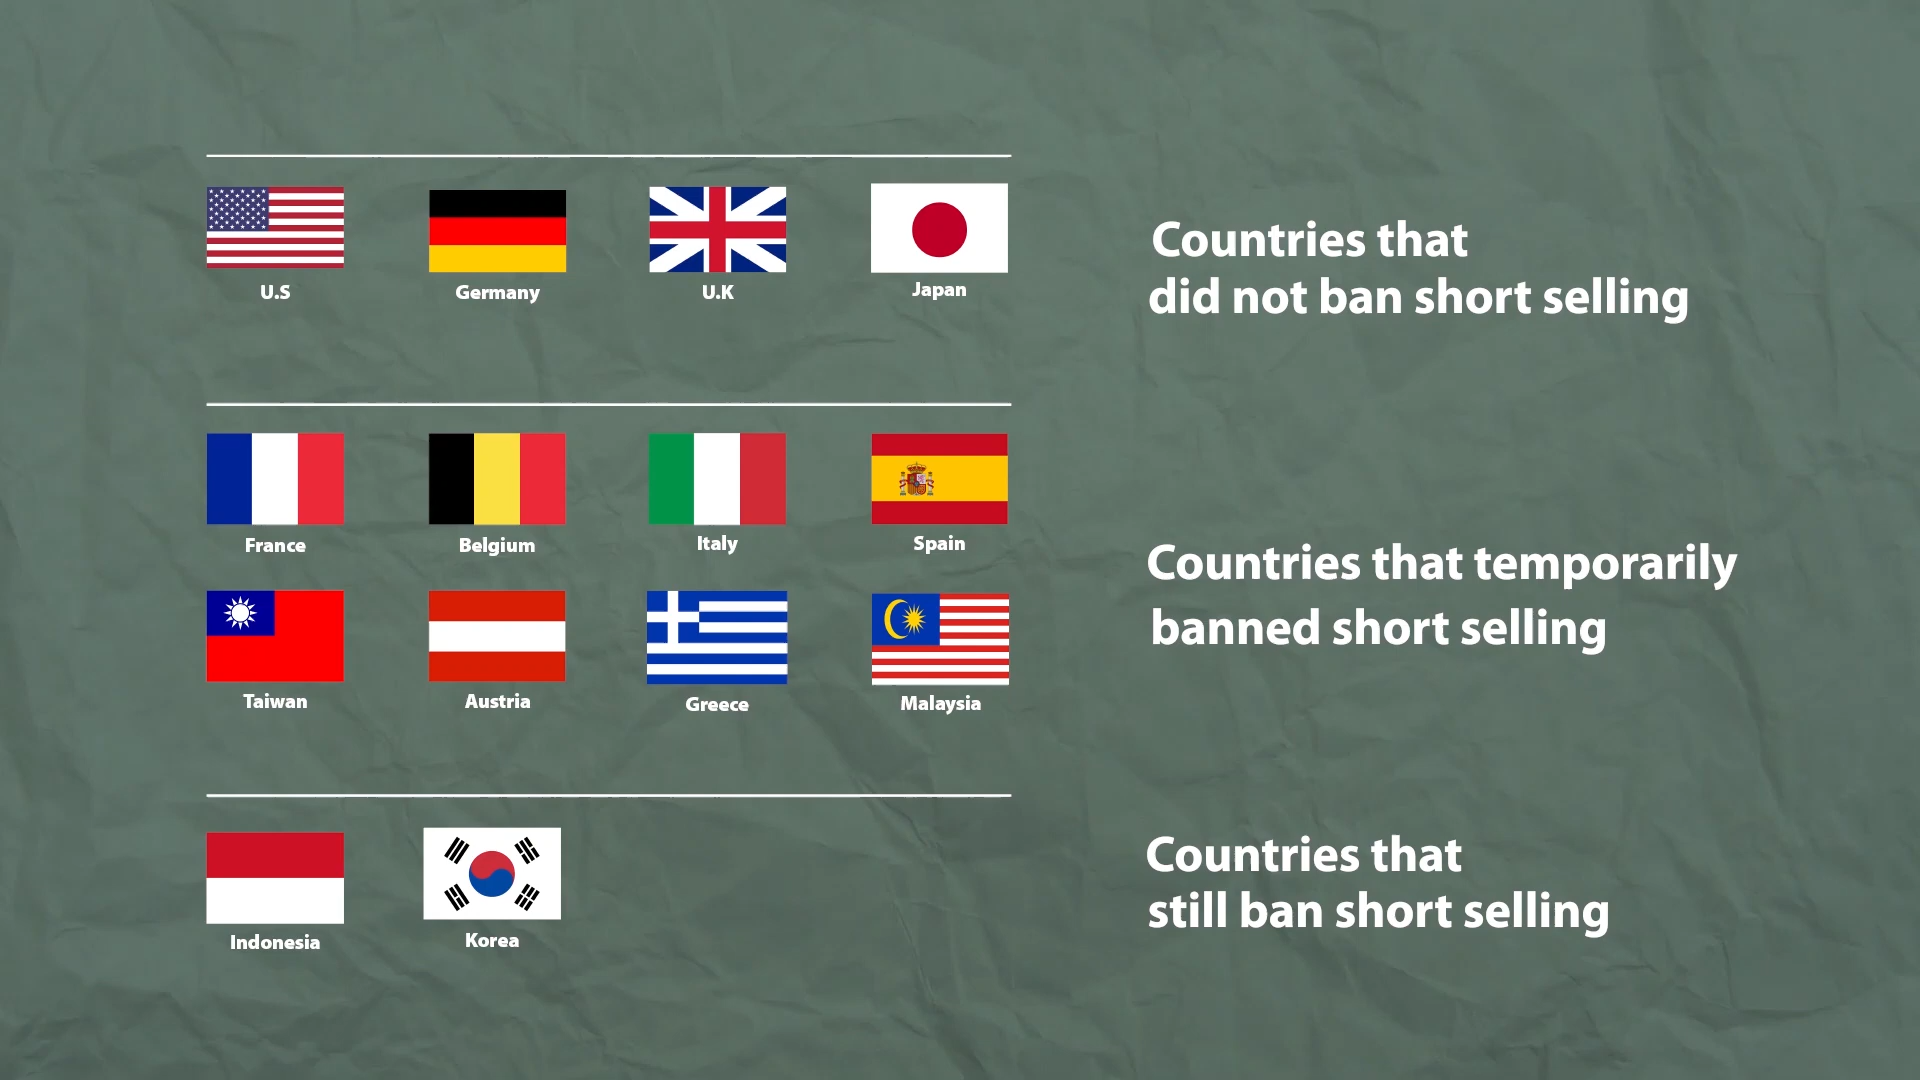 U.S
Germany
U.K
Japan
Countries that
did not ban short selling
France
Belgium
Italy
Spain
Taiwan
Austria
Greece
Malaysia
Countries that temporarily
banned short selling
Indonesia
Korea
Countries that
still ban short selling